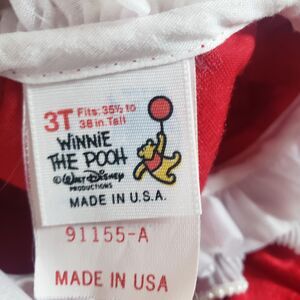 3T Fits: 35½ to
38 in. Tall
WINNIE
THE POOH
© WALT DISNEY
PRODUCTIONS
MADE IN U.S.A.
91155-A
MADE IN USA